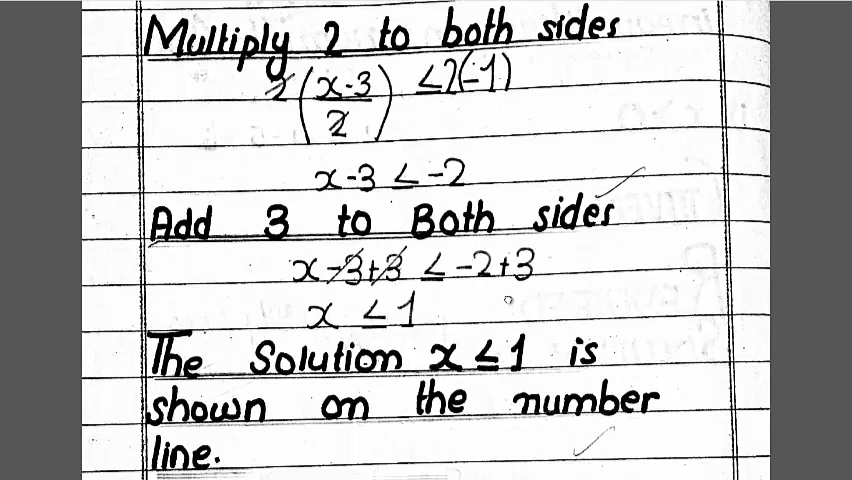 Multiply 2 to both sides
2(x-3/2) ≤2(-1)
x-3 ≤ -2
Add 3 to Both sides
x-3+3 ≤ -2+3
x ≤ 1
The Solution x ≤ 1 is
shown on the number
line.